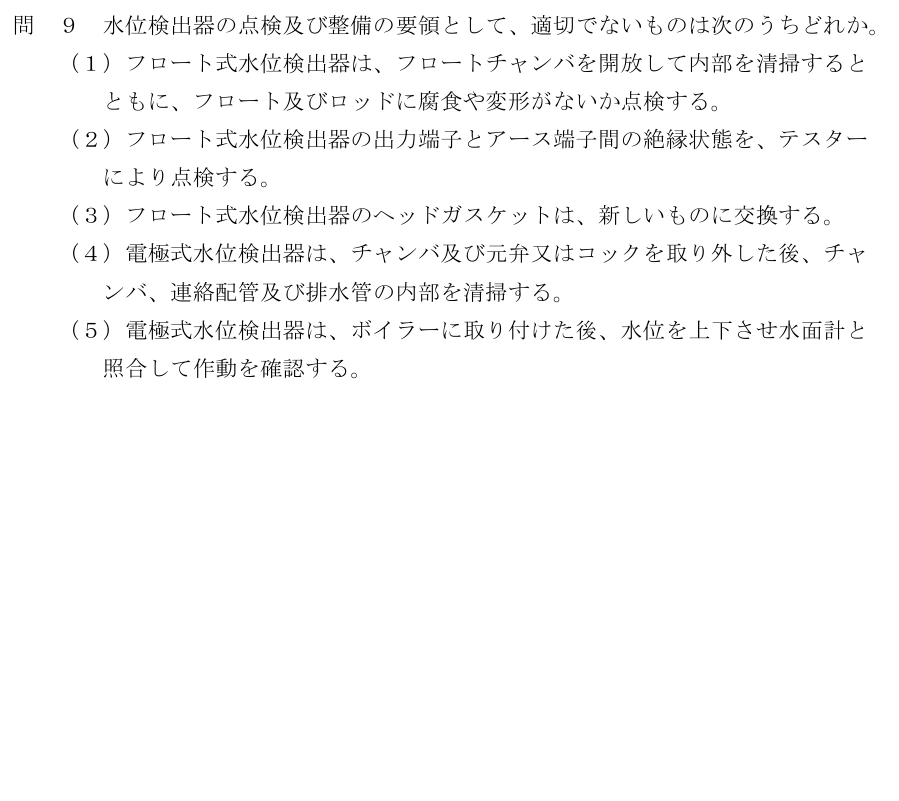 問　９　水位検出器の点検及び整備の要領として、適切でないものは次のうちどれか。
（１）フロート式水位検出器は、フロートチャンバを開放して内部を清掃すると
ともに、フロート及びロッドに腐食や変形がないか点検する。
（２）フロート式水位検出器の出力端子とアース端子間の絶縁状態を、テスター
により点検する。
（３）フロート式水位検出器のヘッドガスケットは、新しいものに交換する。
（４）電極式水位検出器は、チャンバ及び元弁又はコックを取り外した後、チャ
ンバ、連絡配管及び排水管の内部を清掃する。
（５）電極式水位検出器は、ボイラーに取り付けた後、水位を上下させ水面計と
照合して作動を確認する。